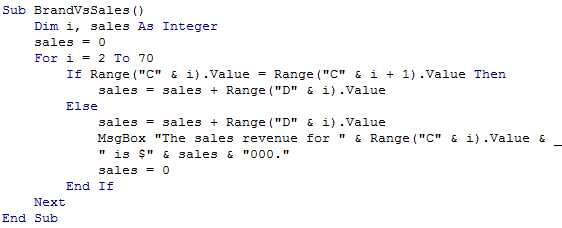 Sub BrandVsSales()
    Dim i, sales As Integer
    sales = 0
    For i = 2 To 70
        If Range("C" & i).Value = Range("C" & i + 1).Value Then
            sales = sales + Range("D" & i).Value
        Else
            sales = sales + Range("D" & i).Value
            MsgBox "The sales revenue for " & Range("C" & i).Value & _
            " is $" & sales & "000."
            sales = 0
        End If
    Next
End Sub